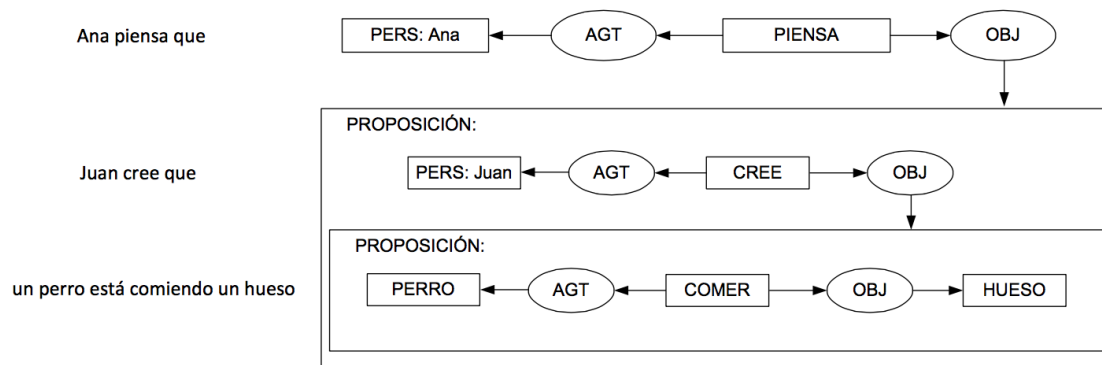 Ana piensa que PERS: Ana AGT PIENSA OBJ
PROPOSICIÓN:
Juan cree que PERS: Juan AGT CREE OBJ
PROPOSICIÓN:
un perro está comiendo un hueso PERRO AGT COMER OBJ HUESO